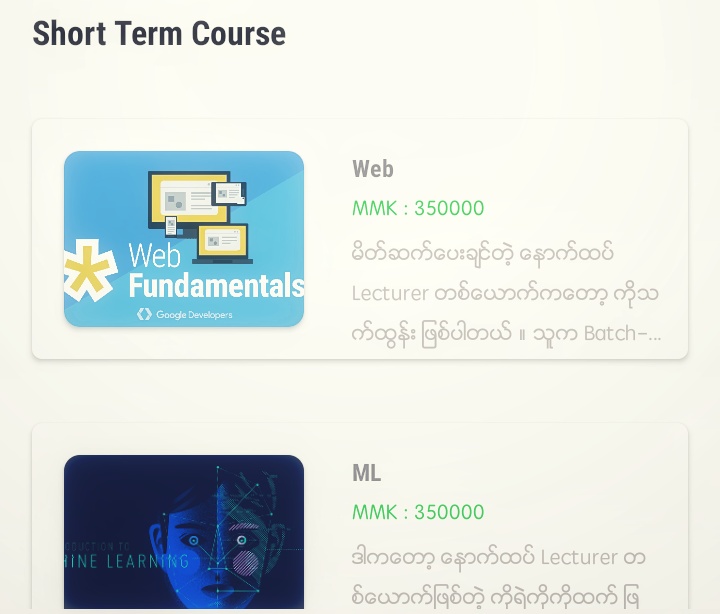 Short Term Course
Web
MMK : 350000
မိတ်ဆက်ပေးချင်တဲ့ နောက်ထပ်
Lecturer တစ်ယောက်ကတော့ ကိုသ
က်ထွန်း ဖြစ်ပါတယ် ။ သူက Batch-...
Web
Fundamentals
Google Developers
ML
MMK : 350000
ဒါကတော့ နောက်ထပ် Lecturer တ
စ်ယောက်ဖြစ်တဲ့ ကိုရဲကိုကိုထက် ဖြ
HINE LEARNING